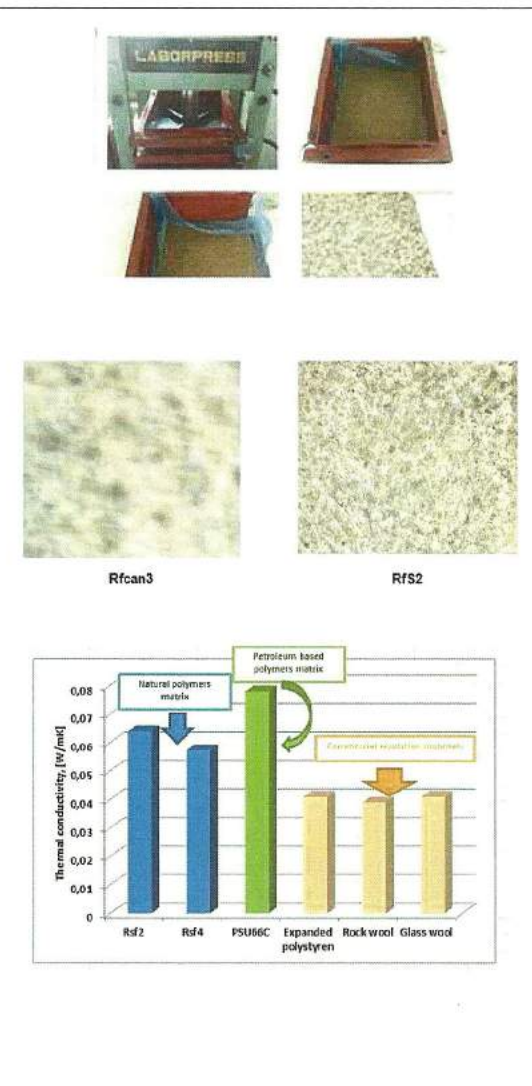 LABORPRESS
Rfcan3
RfS2
Petroleum based
polymers matrix
Natural polymers
matrix
Thermal conductivity, [W/mK]
0,08
0,07
0,06
0,05
0,04
0,03
0,02
0,01
0
Rsf2
Rsf4
PSU66C
Expanded
polystyren
Rock wool
Glass wool